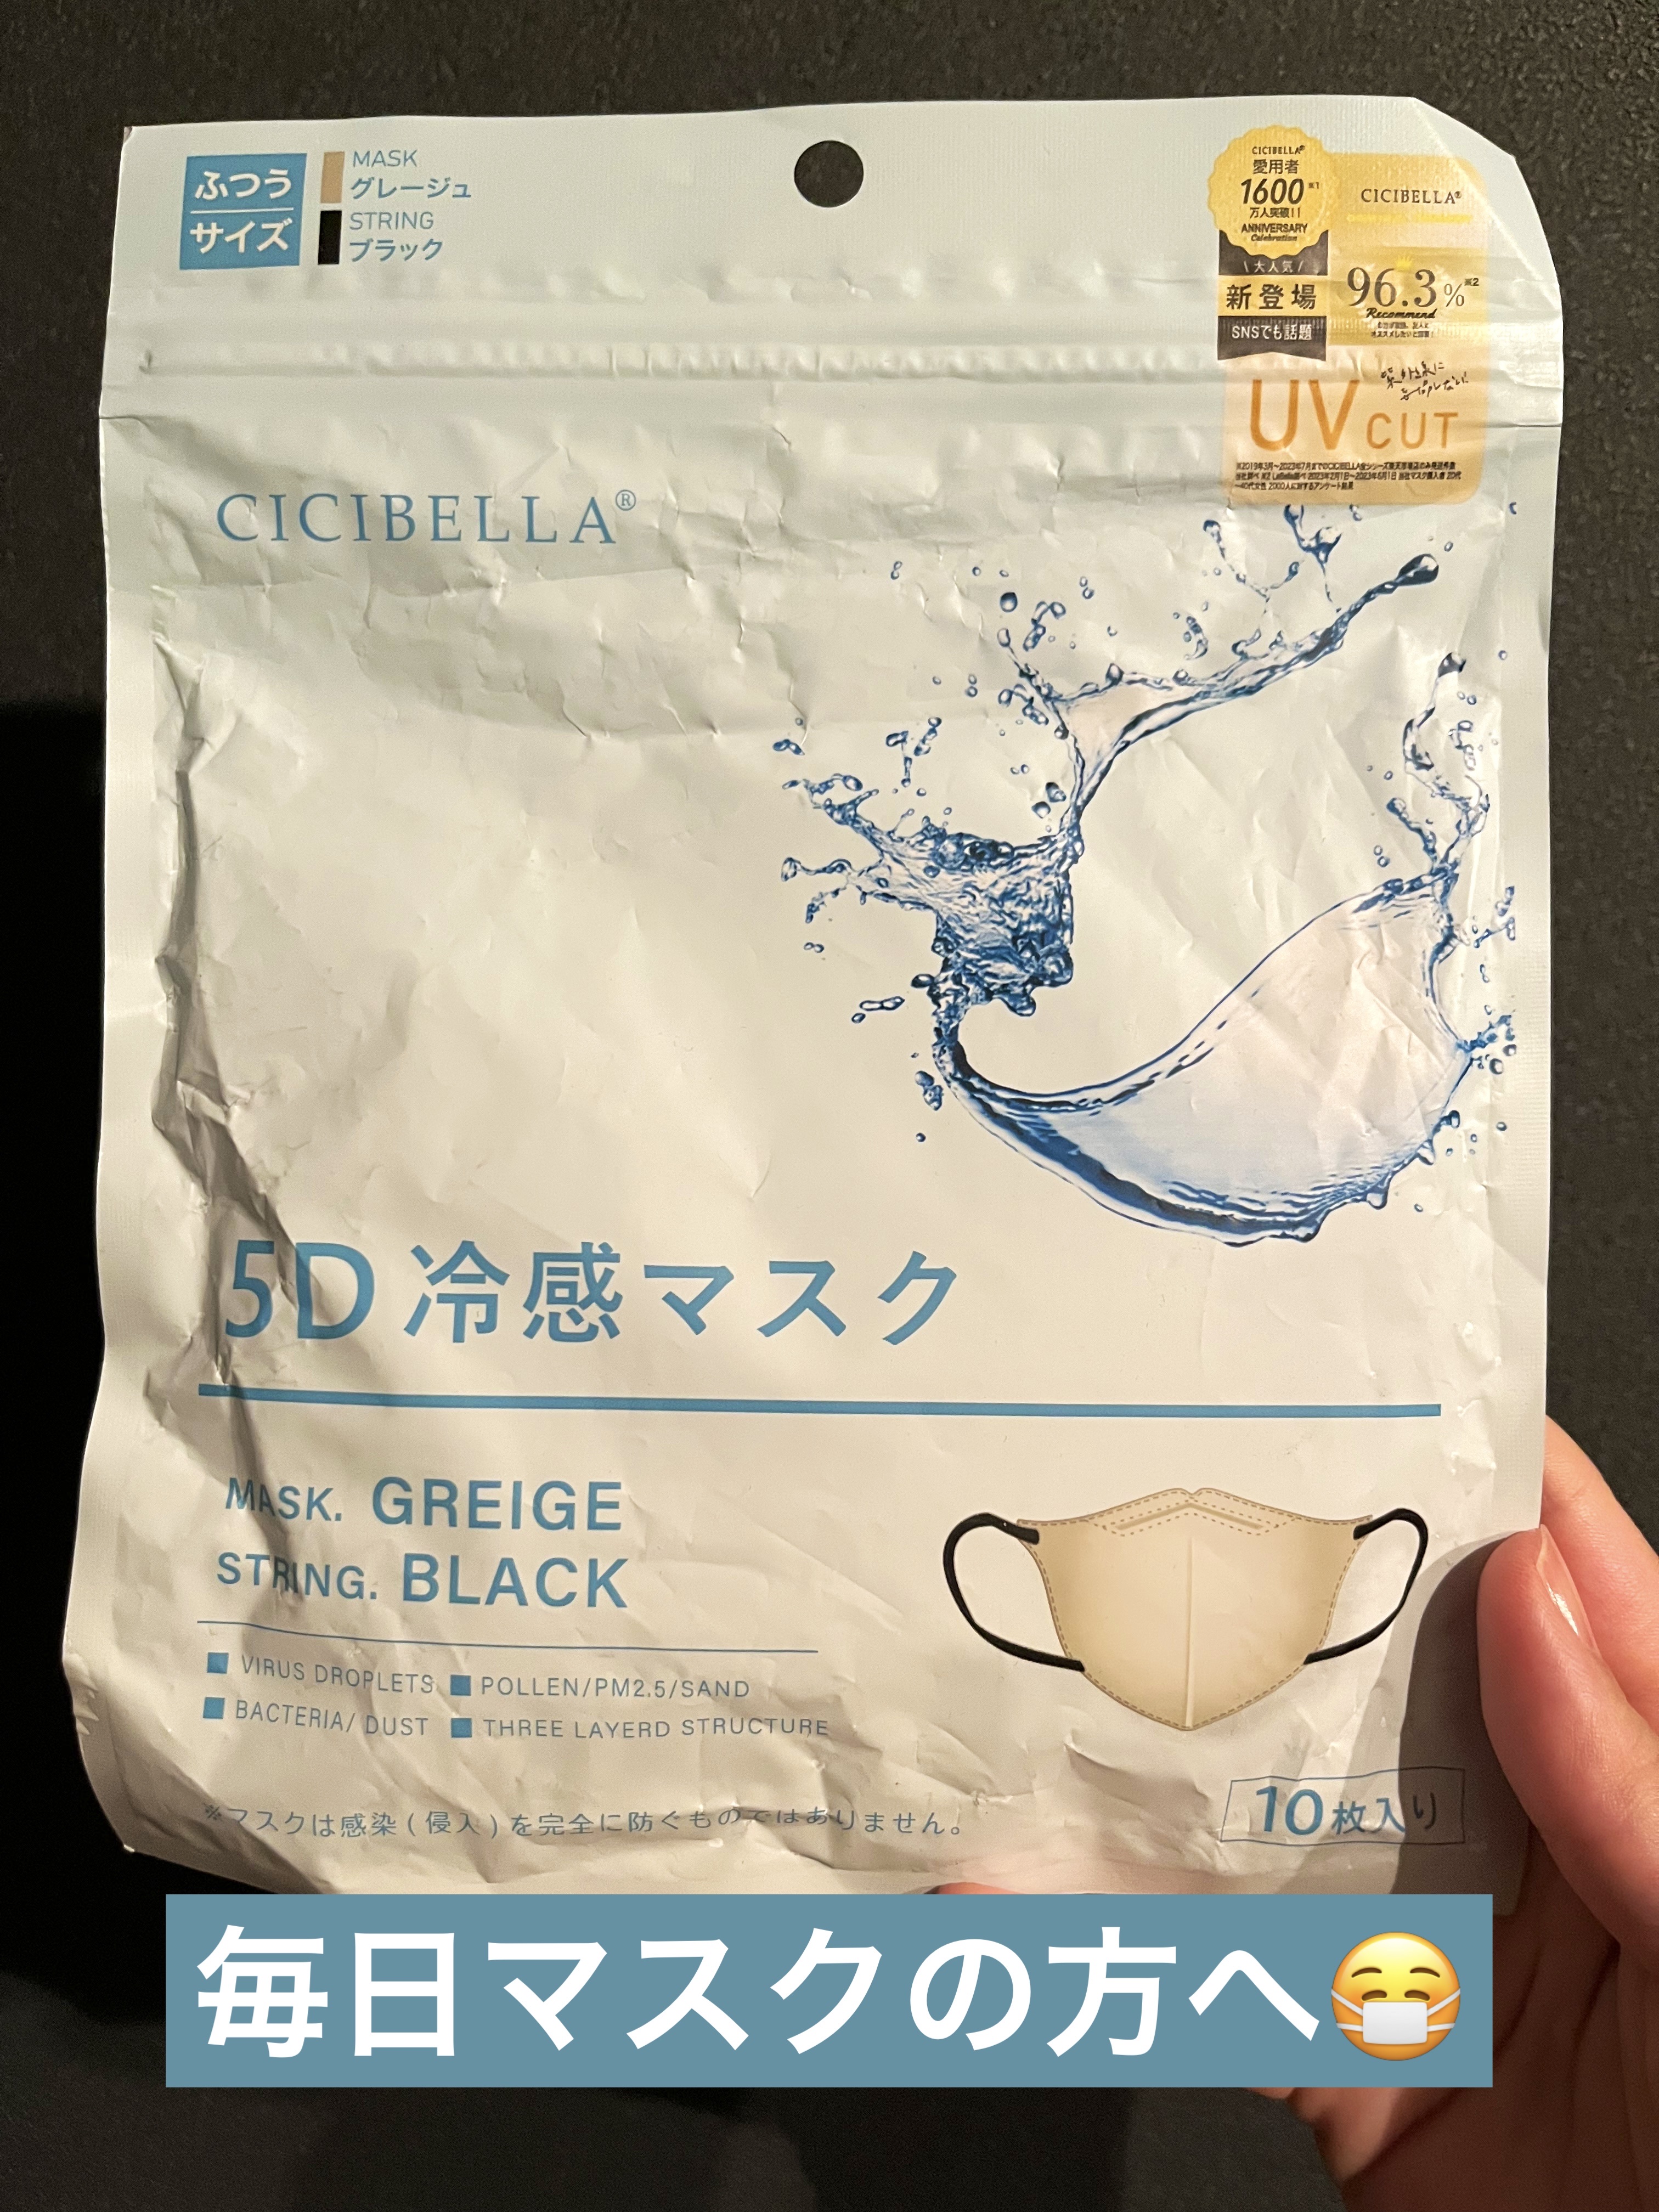 ふつう
サイズ
MASK
グレージュ
STRING
ブラック
CICIBELLA®
愛用者
1600※1
万人突破!!
ANNIVERSARY
Celebration
\大人気/
新登場
SNSでも話題
CICIBELLA®
96.3%※2
Recommend
UV CUT
CICIBELLA®
5D 冷感マスク
MASK. GREIGE
STRING. BLACK
VIRUS DROPLETS
POLLEN/PM2.5/SAND
BACTERIA/ DUST
THREE LAYERD STRUCTURE
※マスクは感染(侵入)を完全に防ぐものではありません。
10枚入り
毎日マスクの方へ😷